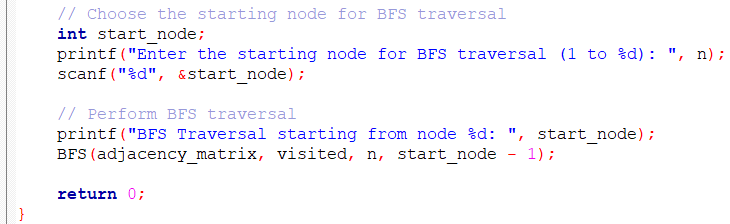 // Choose the starting node for BFS traversal
int start_node;
printf("Enter the starting node for BFS traversal (1 to %d): ", n);
scanf("%d", &start_node);
// Perform BFS traversal
printf("BFS Traversal starting from node %d: ", start_node);
BFS(adjacency_matrix, visited, n, start_node - 1);
return 0;
}